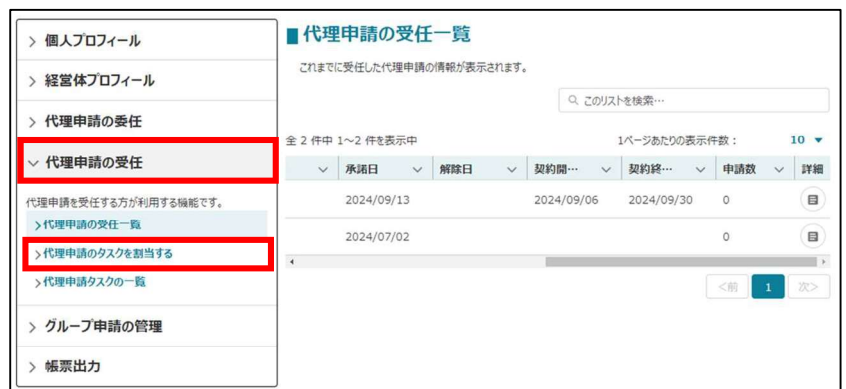 個人プロフィール
経営体プロフィール
代理申請の委任
代理申請の受任
代理申請を受任する方が利用する機能です。
代理申請の受任一覧
代理申請のタスクを割当する
代理申請タスクの一覧
グループ申請の管理
帳票出力
代理申請の受任一覧
これまでに受任した代理申請の情報が表示されます。
このリストを検索…
全 2 件中 1~2 件を表示中 1ページあたりの表示件数： 10
承諾日 解除日 契約開… 契約終… 申請数 詳細
2024/09/13 2024/09/06 2024/09/30 0
2024/07/02 0
<前 1 次>